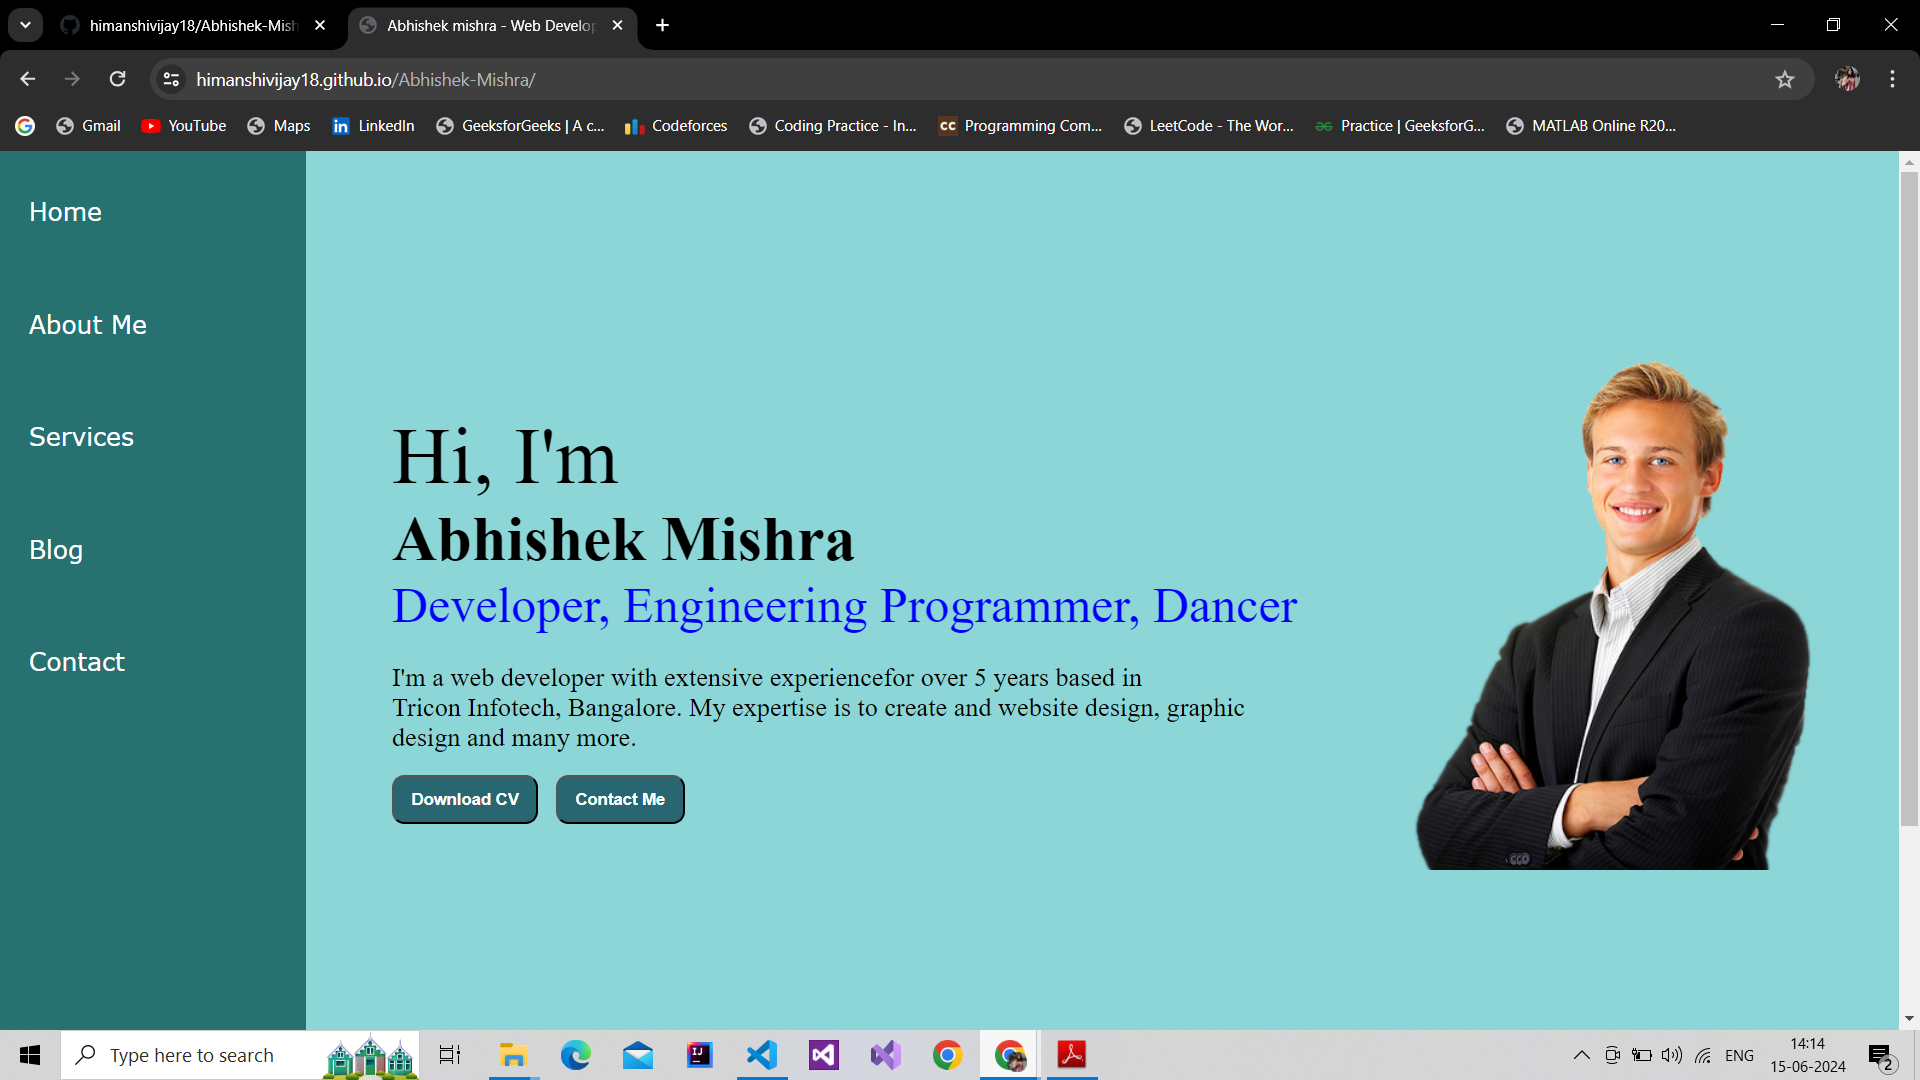 himanshivijay18/Abhishek-Mish
Abhishek mishra - Web Develop
himanshivijay18.github.io/Abhishek-Mishra/
Gmail
YouTube
Maps
LinkedIn
GeeksforGeeks | A c...
Codeforces
Coding Practice - In...
Programming Com...
LeetCode - The Wor...
Practice | GeeksforG...
MATLAB Online R20...
Home
About Me
Services
Blog
Contact
Hi, I'm
Abhishek Mishra
Developer, Engineering Programmer, Dancer
I'm a web developer with extensive experiencefor over 5 years based in
Tricon Infotech, Bangalore. My expertise is to create and website design, graphic
design and many more.
Download CV
Contact Me
Type here to search
ENG
14:14
15-06-2024
2